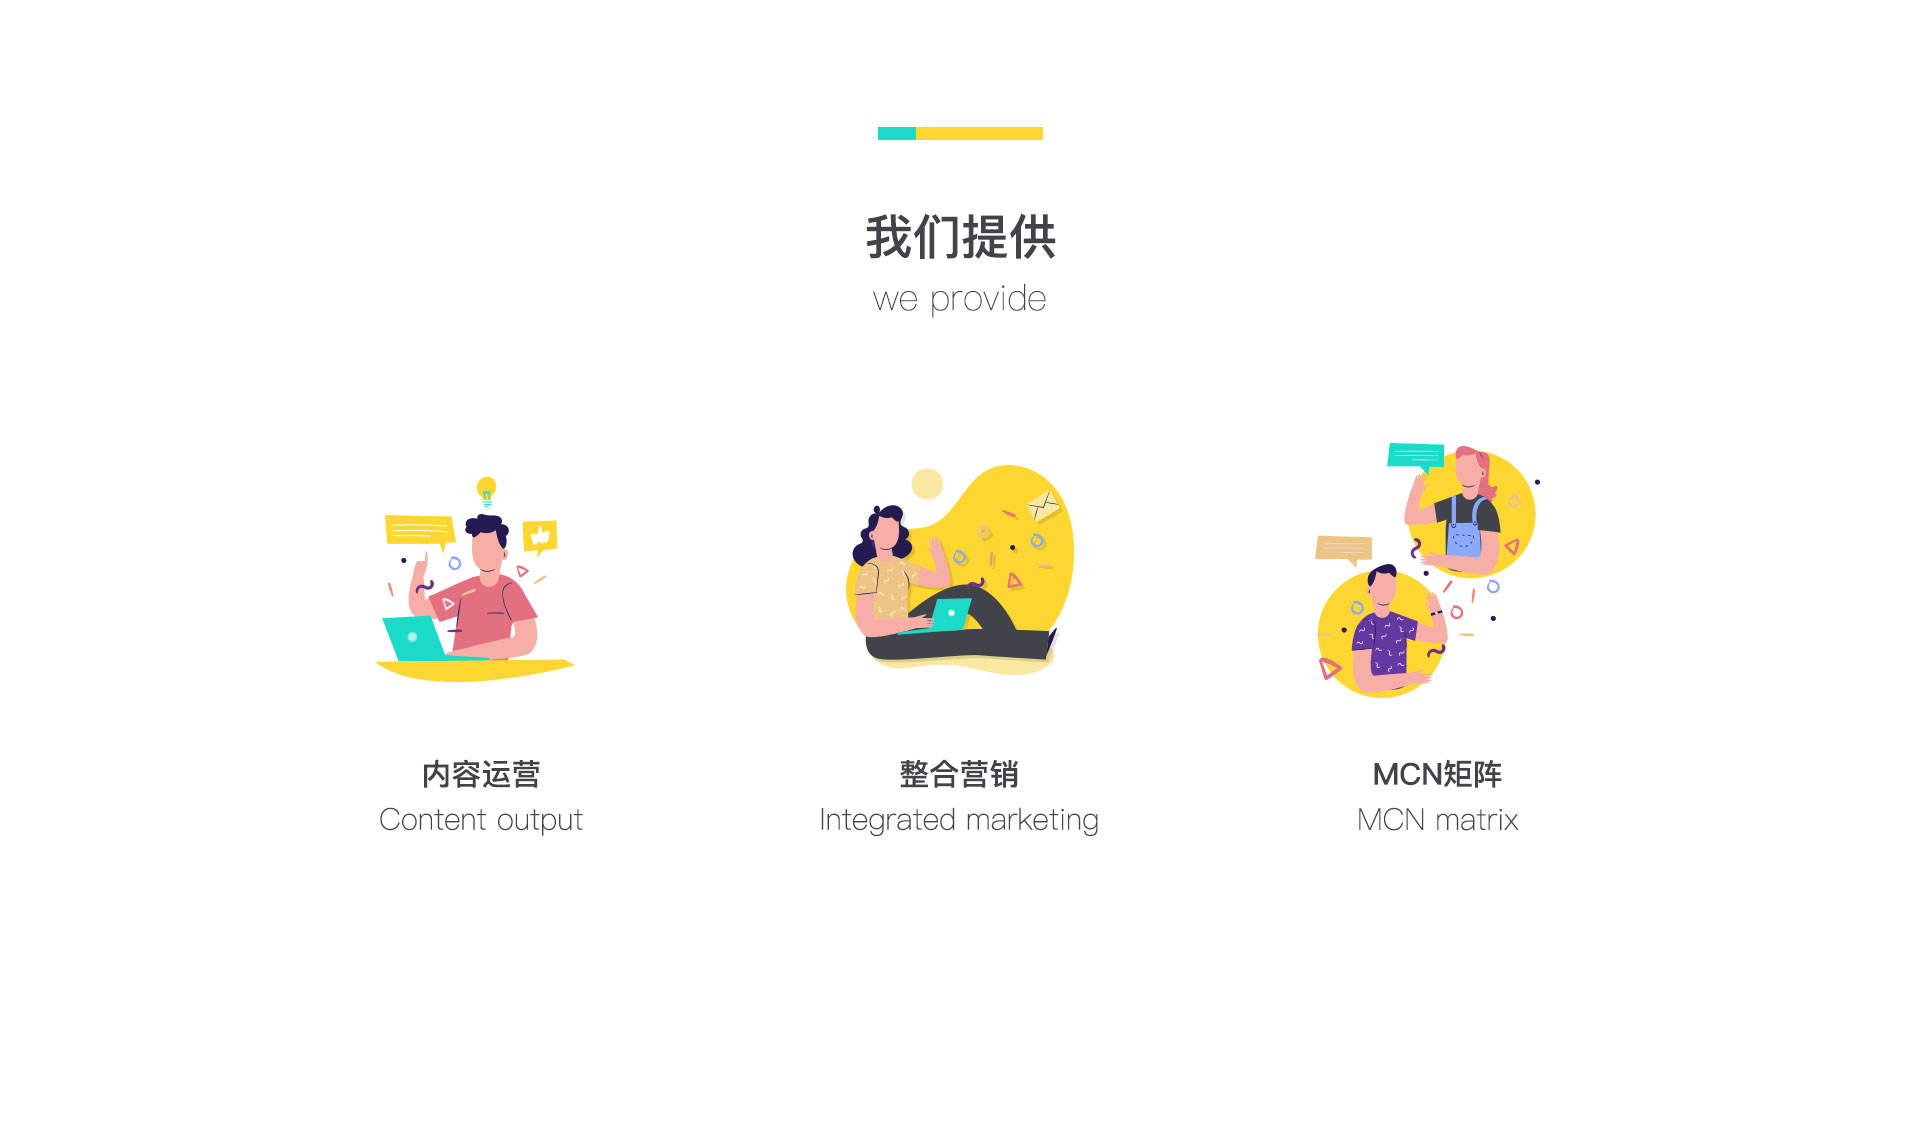 我们提供
we provide
内容运营
Content output
整合营销
Integrated marketing
MCN矩阵
MCN matrix